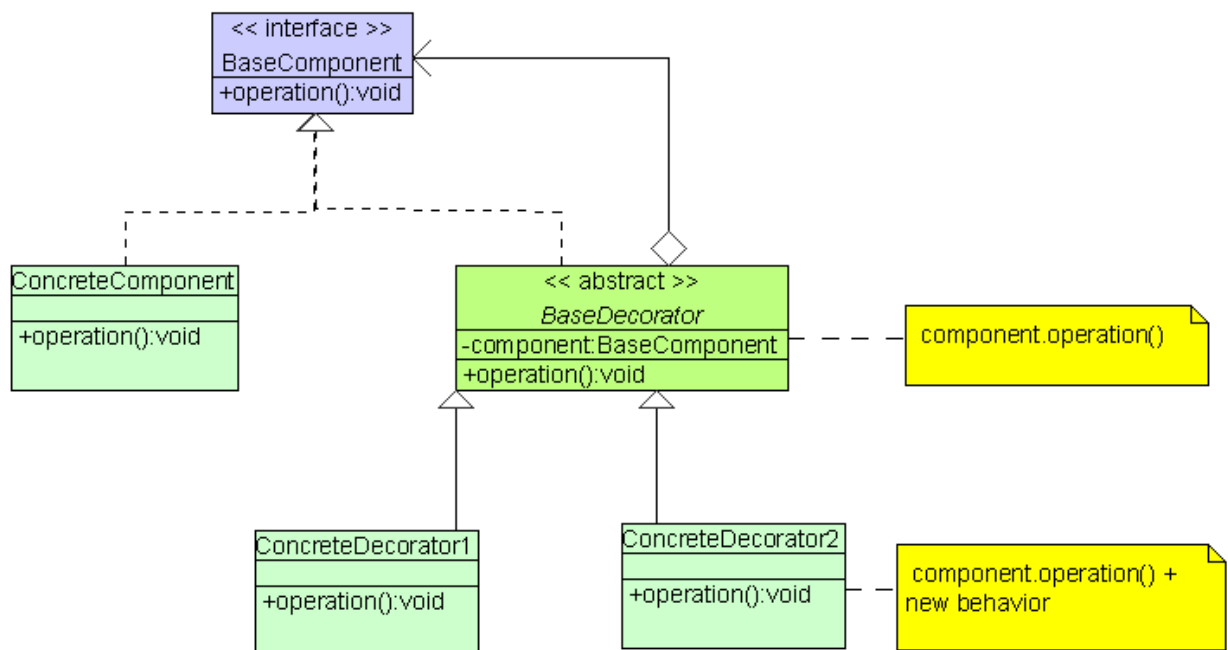 << interface >>
BaseComponent
+operation():void
ConcreteComponent
+operation():void
<< abstract >>
BaseDecorator
-component:BaseComponent
+operation():void
component.operation()
ConcreteDecorator1
+operation():void
ConcreteDecorator2
+operation():void
component.operation() +
new behavior